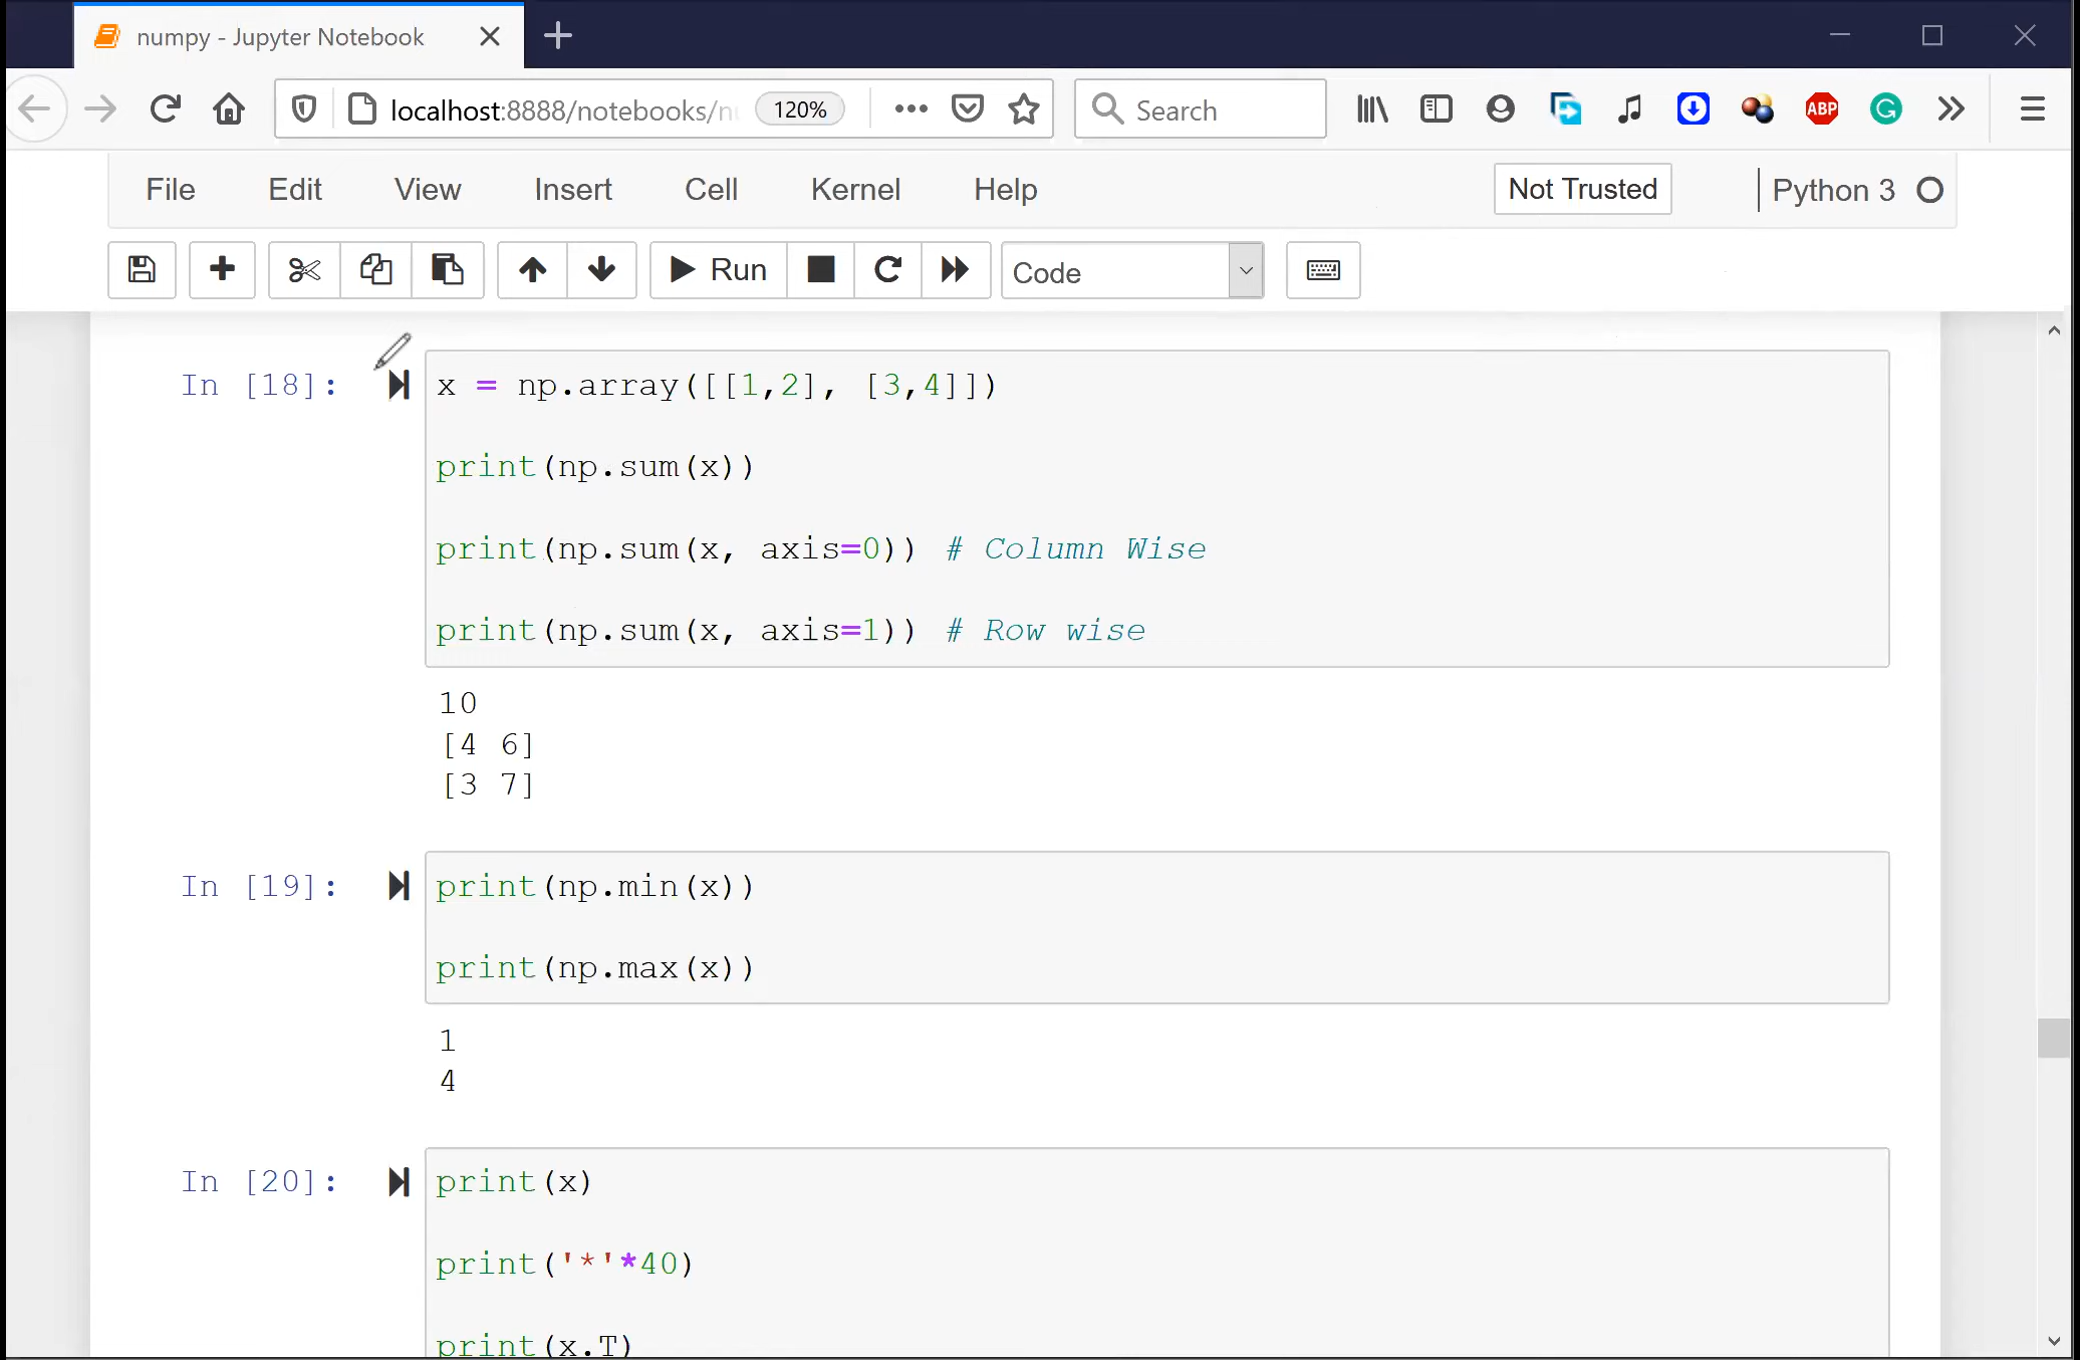 numpy - Jupyter Notebook
localhost:8888/notebooks/
120%
Search
ABP
File Edit View Insert Cell Kernel Help
Not Trusted
Python 3
Run
Code
In [18]:
x = np.array([[1,2], [3,4]])
print(np.sum(x))
print(np.sum(x, axis=0)) # Column Wise
print(np.sum(x, axis=1)) # Row wise
10
[4 6]
[3 7]
In [19]:
print(np.min(x))
print(np.max(x))
1
4
In [20]:
print(x)
print('*'*40)
print(x.T)